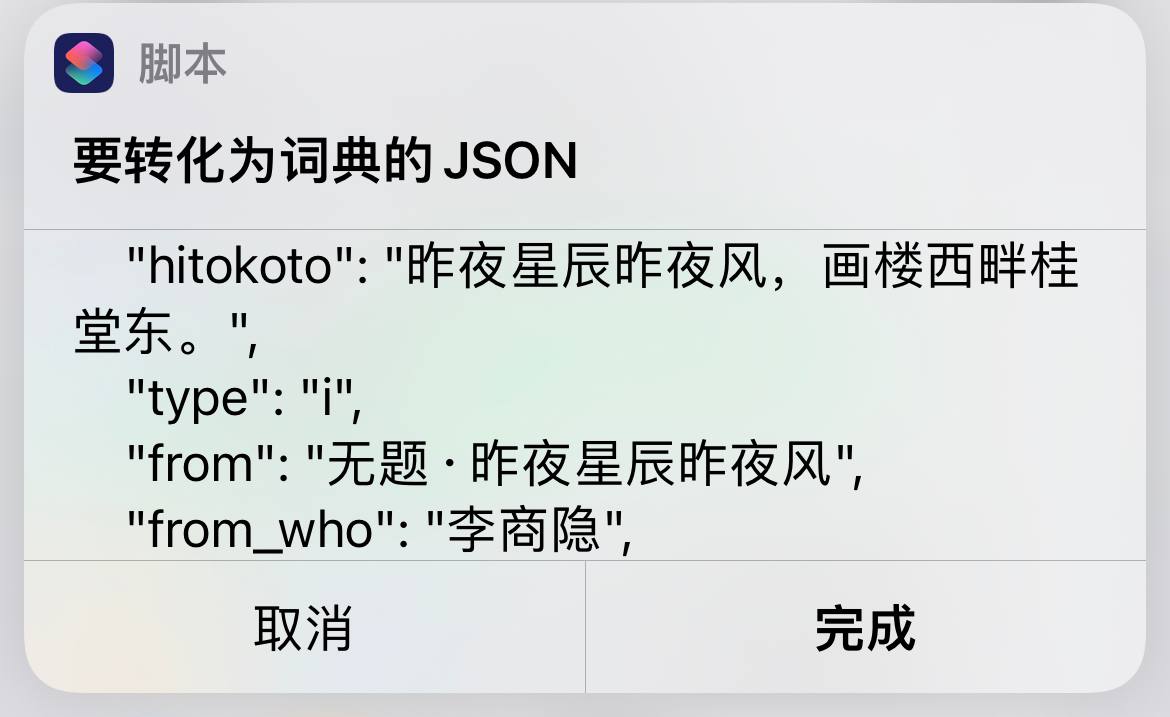 脚本
要转化为词典的 JSON
"hitokoto": "昨夜星辰昨夜风，画楼西畔桂
堂东。",
"type": "i",
"from": "无题 · 昨夜星辰昨夜风",
"from_who": "李商隐",
取消
完成